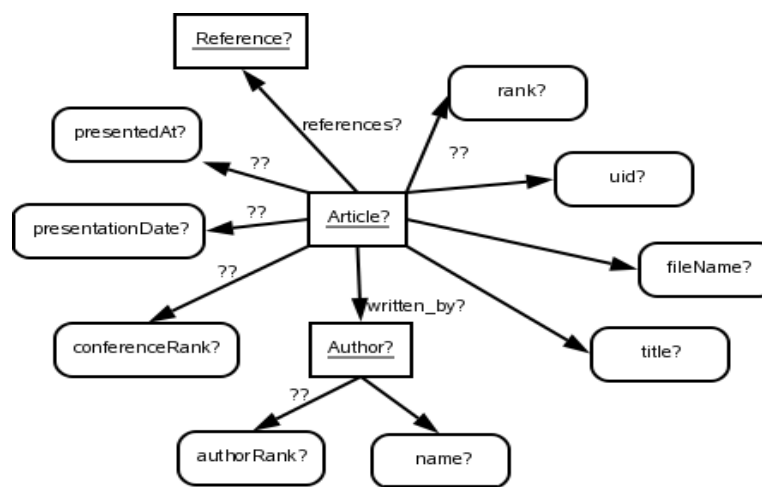 Reference?
rank?
references?
presentedAt?
??
??
uid?
Article?
??
presentationDate?
fileName?
??
written_by?
conferenceRank?
Author?
title?
??
authorRank?
name?